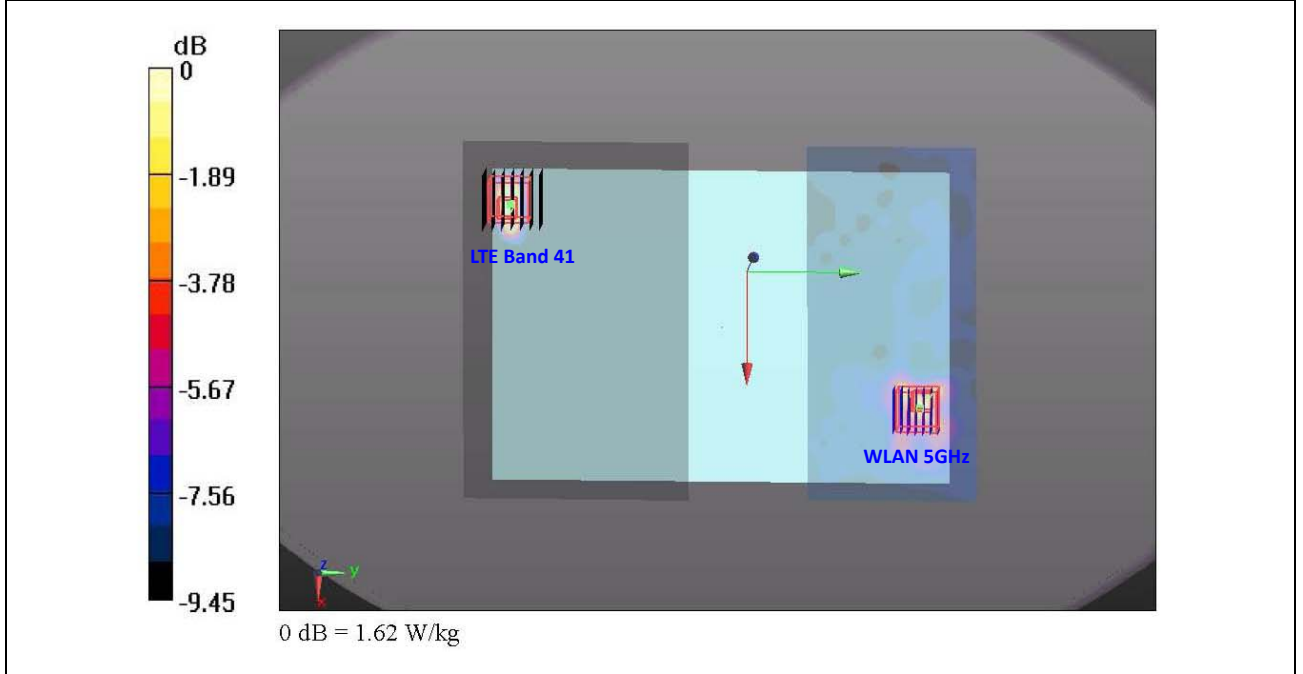 dB
0
-1.89
-3.78
-5.67
-7.56
-9.45
LTE Band 41
WLAN 5GHz
z
y
x
0 dB = 1.62 W/kg